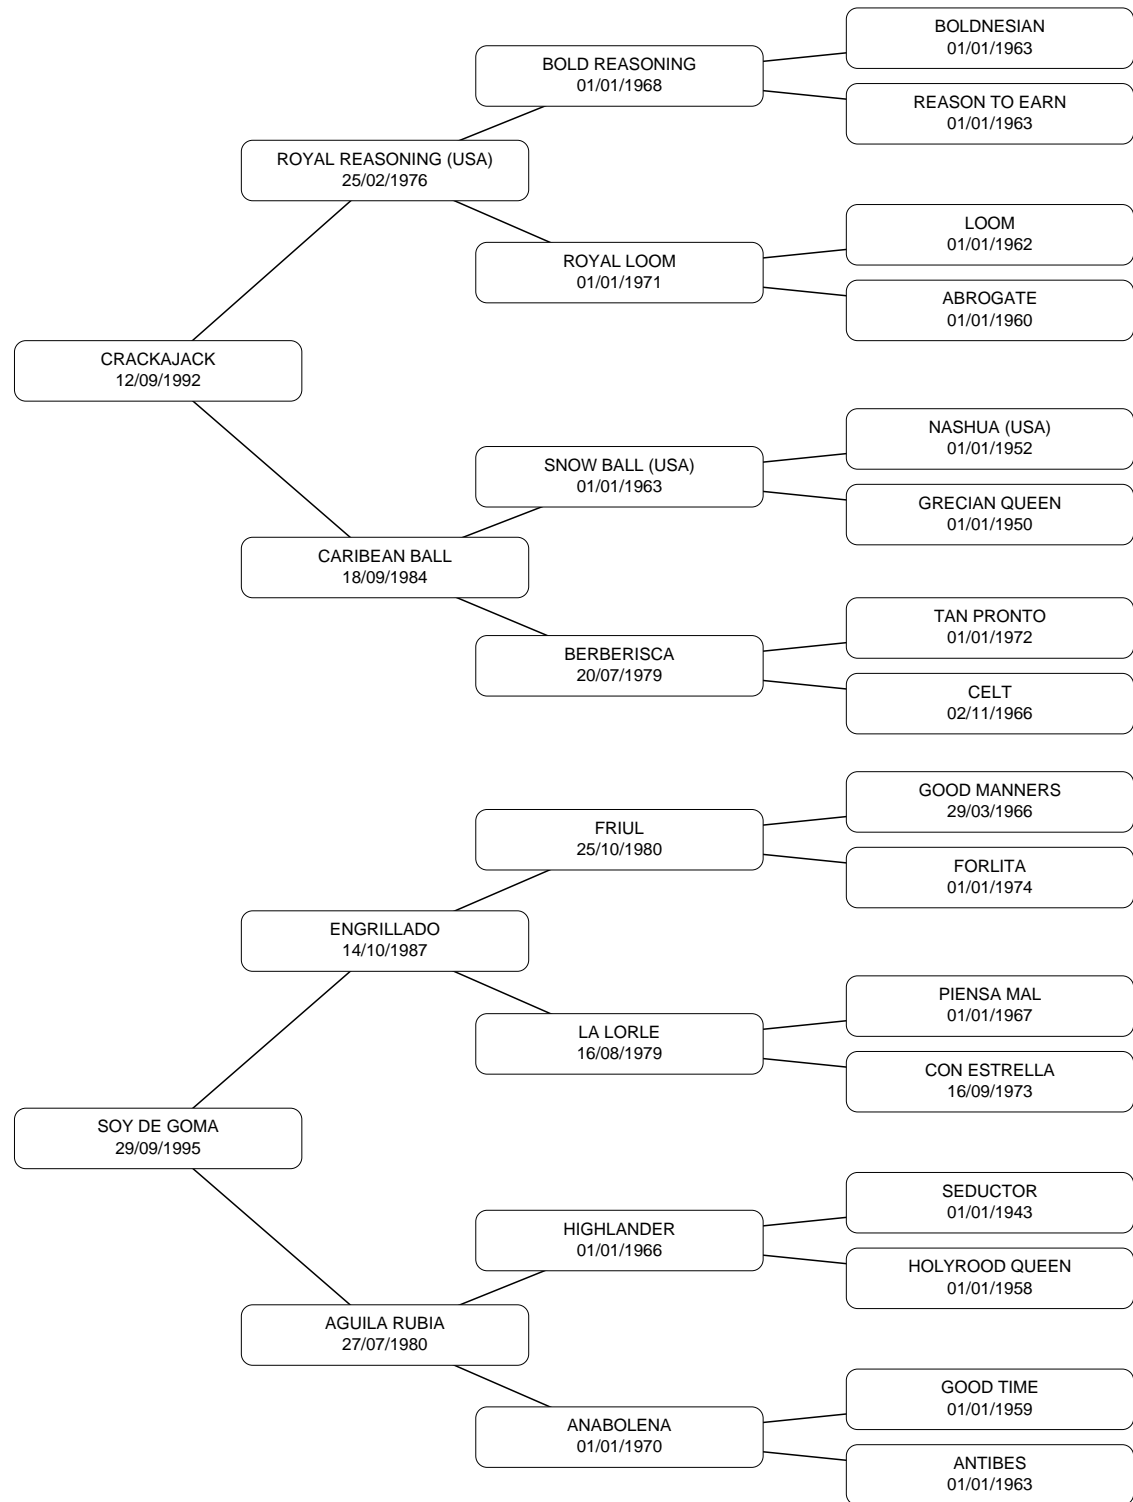 BOLDNESIAN
01/01/1963
BOLD REASONING
01/01/1968
REASON TO EARN
01/01/1963
ROYAL REASONING (USA)
25/02/1976
LOOM
01/01/1962
ROYAL LOOM
01/01/1971
ABROGATE
01/01/1960
CRACKAJACK
12/09/1992
NASHUA (USA)
01/01/1952
SNOW BALL (USA)
01/01/1963
GRECIAN QUEEN
01/01/1950
CARIBEAN BALL
18/09/1984
TAN PRONTO
01/01/1972
BERBERISCA
20/07/1979
CELT
02/11/1966
GOOD MANNERS
29/03/1966
FRIUL
25/10/1980
FORLITA
01/01/1974
ENGRILLADO
14/10/1987
PIENSA MAL
01/01/1967
LA LORLE
16/08/1979
CON ESTRELLA
16/09/1973
SOY DE GOMA
29/09/1995
SEDUCTOR
01/01/1943
HIGHLANDER
01/01/1966
HOLYROOD QUEEN
01/01/1958
AGUILA RUBIA
27/07/1980
GOOD TIME
01/01/1959
ANABOLENA
01/01/1970
ANTIBES
01/01/1963